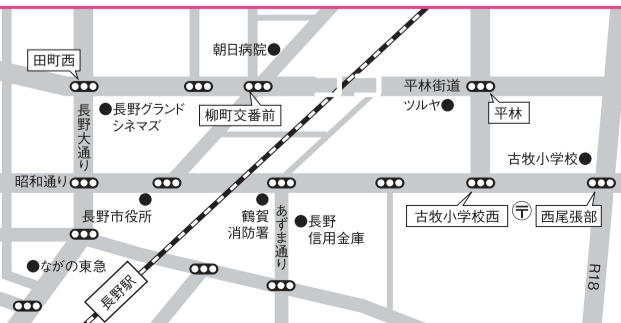 朝日病院
田町西
平林街道
ツルヤ
長野グランド
シネマズ
柳町交番前
平林
長野大通り
古牧小学校
昭和通り
長野市役所
鶴賀
消防署
あずま通り
長野
信用金庫
古牧小学校西
〒
西尾張部
ながの東急
長野駅
R18